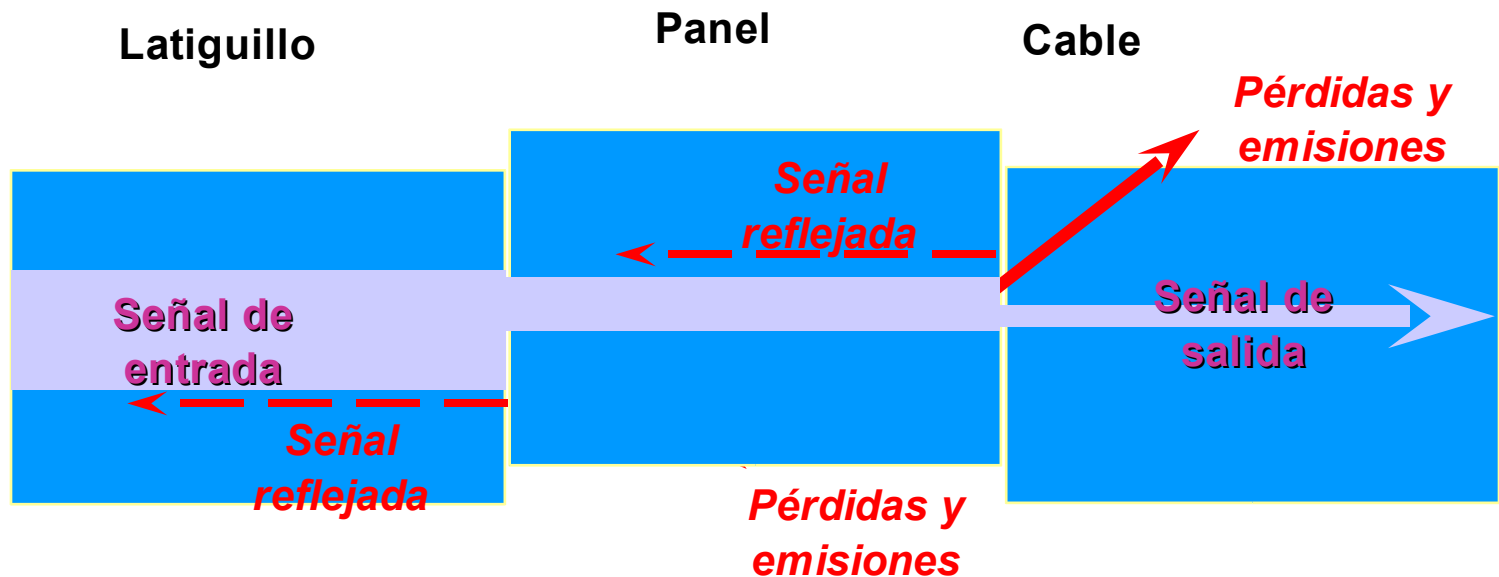 Latiguillo
Panel
Cable
Pérdidas y
emisiones
Señal
reflejada
Señal de
entrada
Señal de
salida
Señal
reflejada
Pérdidas y
emisiones